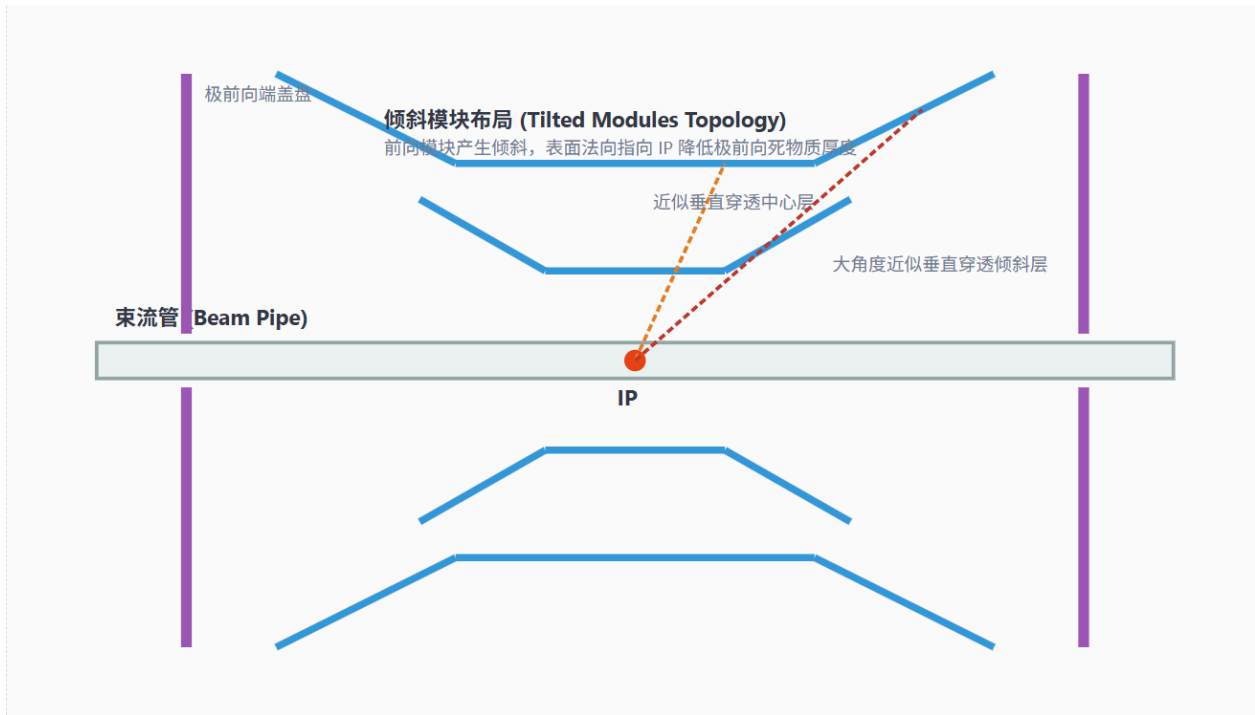 极前向端盖盘
倾斜模块布局 (Tilted Modules Topology)
前向模块产生倾斜，表面法向指向 IP 降低极前向死物质厚度
近似垂直穿透中心层
大角度近似垂直穿透倾斜层
束流管 (Beam Pipe)
IP